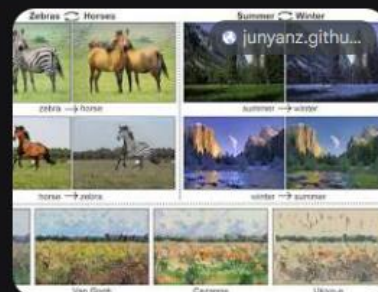 Zebras Horses
Summer Winter
junyanz.githu...
zebra → horse
summer → winter
horse → zebra
winter → summer
Van Gogh
Cezanne
Ukiyo-e